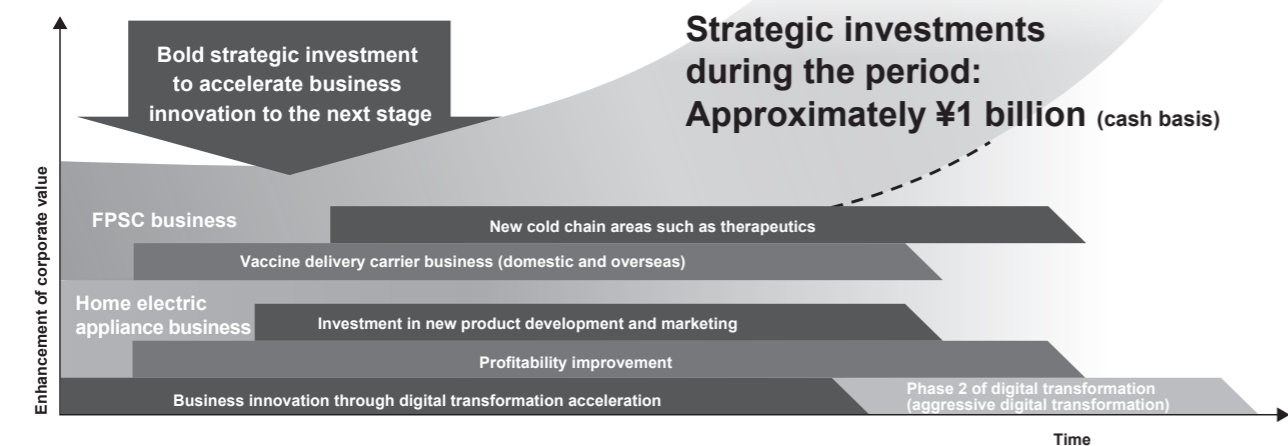 Bold strategic investment
to accelerate business
innovation to the next stage
Strategic investments
during the period:
Approximately ¥1 billion (cash basis)
Enhancement of corporate value
FPSC business
New cold chain areas such as therapeutics
Vaccine delivery carrier business (domestic and overseas)
Home electric
appliance business
Investment in new product development and marketing
Profitability improvement
Business innovation through digital transformation acceleration
Phase 2 of digital transformation
(aggressive digital transformation)
Time